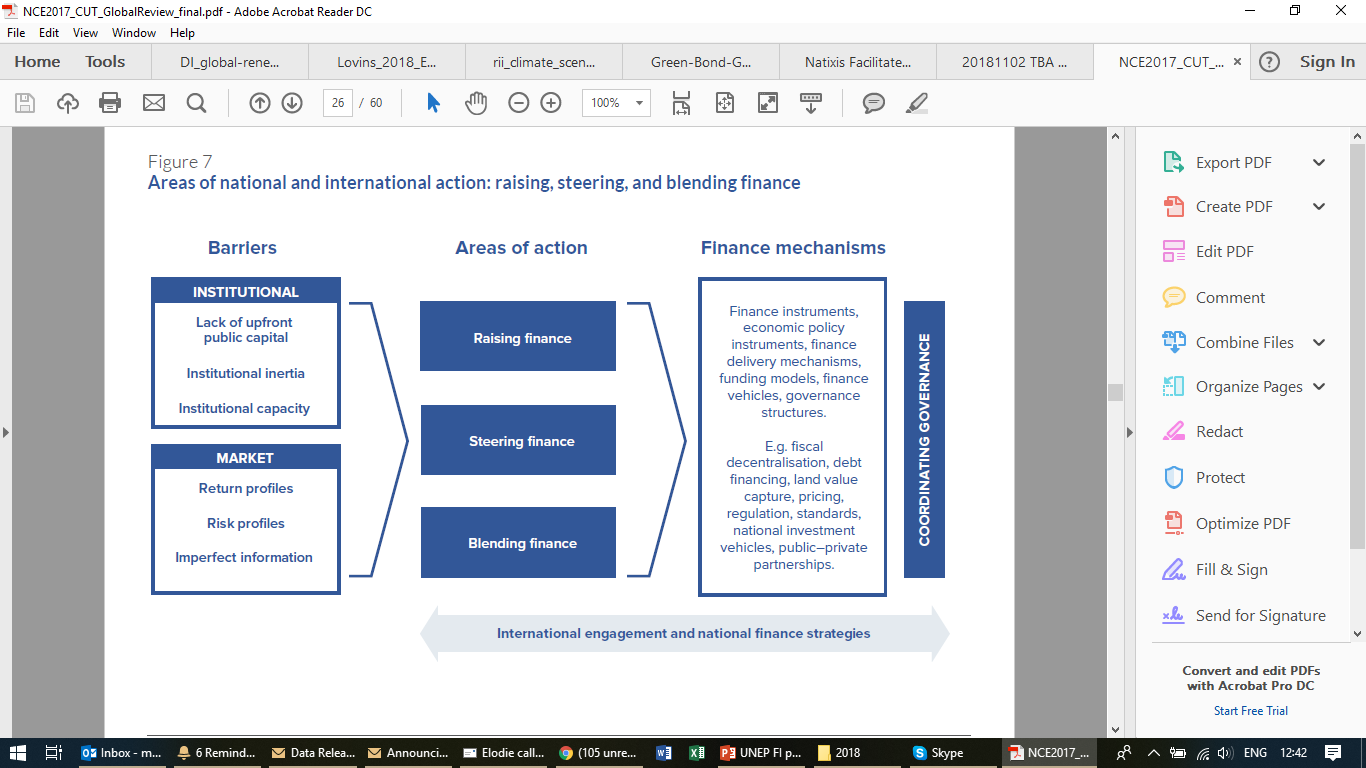 NCE2017_CUT_GlobalReview_final.pdf - Adobe Acrobat Reader DC
File Edit View Window Help
Home Tools DI_global-rene... Lovins_2018_E... rii_climate_scen... Green-Bond-G... Natixis Facilitate... 20181102 TBA ... NCE2017_CUT_... × ? Sign In
26 / 60 100%
Figure 7
Areas of national and international action: raising, steering, and blending finance
Barriers
INSTITUTIONAL
Lack of upfront
public capital
Institutional inertia
Institutional capacity
MARKET
Return profiles
Risk profiles
Imperfect information
Areas of action
Raising finance
Steering finance
Blending finance
Finance mechanisms
Finance instruments,
economic policy
instruments, finance
delivery mechanisms,
funding models, finance
vehicles, governance
structures.
E.g. fiscal
decentralisation, debt
financing, land value
capture, pricing,
regulation, standards,
national investment
vehicles, public–private
partnerships.
COORDINATING GOVERNANCE
International engagement and national finance strategies
Export PDF
Create PDF
Edit PDF
Comment
Combine Files
Organize Pages
Redact
Protect
Optimize PDF
Fill & Sign
Send for Signature
Convert and edit PDFs
with Acrobat Pro DC
Start Free Trial
Inbox - m... 6 Remind... Data Relea... Announci... Elodie call... (105 unre... UNEP FI p... 2018 Skype NCE2017_... ENG 12:42